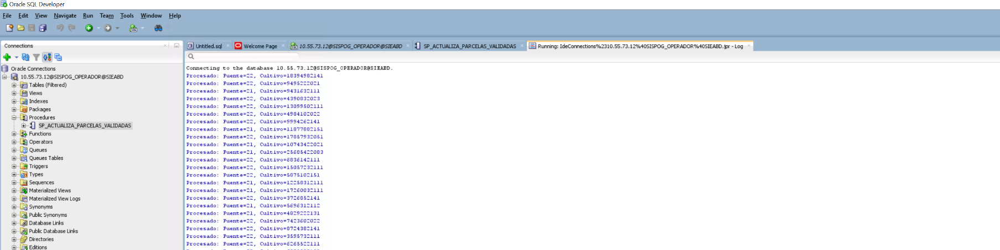 Oracle SQL Developer
File Edit View Navigate Run Team Tools Window Help
Connections
Untitled.sql
Welcome Page
10.55.73.12@SISPOG_OPERADOR@SIEABD
SP_ACTUALIZA_PARCELAS_VALIDADAS
Running: IdeConnections%2310.55.73.12%40SISPOG_OPERADOR%40SIEABD.jpr - Log
Oracle Connections
10.55.73.12@SISPOG_OPERADOR@SIEABD
Tables (Filtered)
Views
Indexes
Packages
Procedures
SP_ACTUALIZA_PARCELAS_VALIDADAS
Functions
Operators
Queues
Queues Tables
Triggers
Types
Sequences
Materialized Views
Materialized View Logs
Synonyms
Public Synonyms
Database Links
Public Database Links
Directories
Editions
Connecting to the database 10.55.73.12@SISPOG_OPERADOR@SIEABD.
Procesado: Fuente=22, Cultivo=18394982141
Procesado: Fuente=22, Cultivo=9495222021
Procesado: Fuente=21, Cultivo=9431632111
Procesado: Fuente=22, Cultivo=4390832023
Procesado: Fuente=22, Cultivo=13099502111
Procesado: Fuente=22, Cultivo=4984102022
Procesado: Fuente=22, Cultivo=9994262141
Procesado: Fuente=21, Cultivo=11877882151
Procesado: Fuente=22, Cultivo=17857932051
Procesado: Fuente=21, Cultivo=10743422021
Procesado: Fuente=21, Cultivo=25685422083
Procesado: Fuente=22, Cultivo=6836142111
Procesado: Fuente=22, Cultivo=15057232111
Procesado: Fuente=22, Cultivo=5875102151
Procesado: Fuente=21, Cultivo=12258312111
Procesado: Fuente=21, Cultivo=17260032111
Procesado: Fuente=22, Cultivo=3726852141
Procesado: Fuente=21, Cultivo=5696312112
Procesado: Fuente=21, Cultivo=4829222131
Procesado: Fuente=22, Cultivo=7423602022
Procesado: Fuente=22, Cultivo=8724382141
Procesado: Fuente=21, Cultivo=3595732111
Procesado: Fuente=22, Cultivo=6265522111